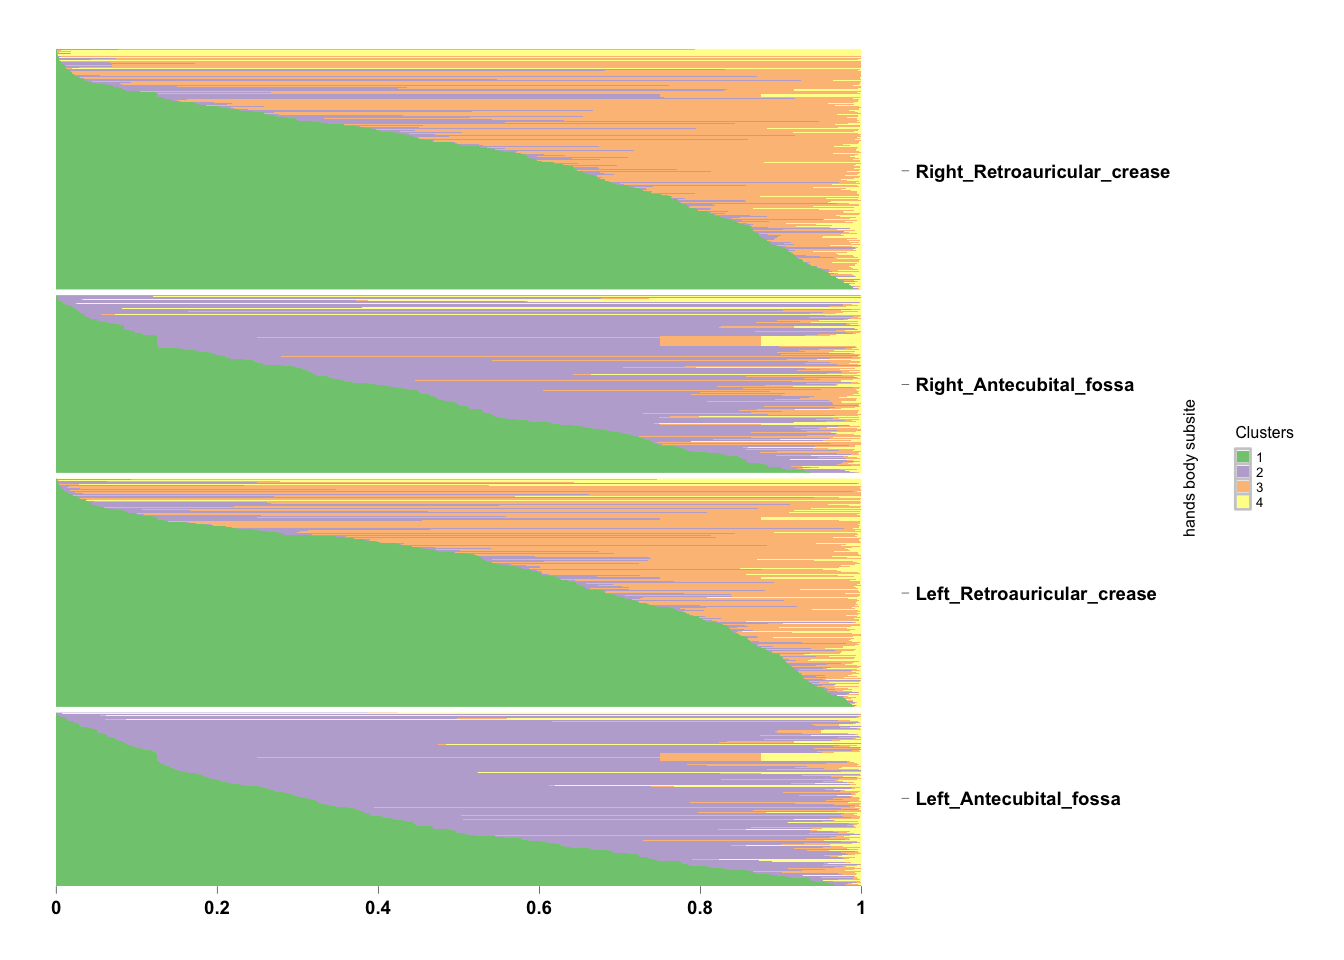 Right_Retroauricular_crease
Right_Antecubital_fossa
hands body subsite
Clusters
1
2
3
4
Left_Retroauricular_crease
Left_Antecubital_fossa
0 0.2 0.4 0.6 0.8 1